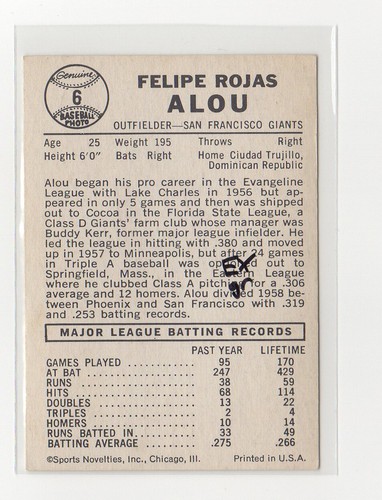 Genuine
6
BASEBALL
PHOTO
FELIPE ROJAS
ALOU
OUTFIELDER—SAN FRANCISCO GIANTS
Age 25 Weight 195 Throws Right
Height 6'0" Bats Right Home Ciudad Trujillo,
Dominican Republic
Alou began his pro career in the Evangeline
League with Lake Charles in 1956 but ap-
peared in only 5 games and then was shipped
out to Cocoa in the Florida State League, a
Class D Giants' farm club whose manager was
Buddy Kerr, former major league infielder. He
led the league in hitting with .380 and moved
up in 1957 to Minneapolis, but after 24 games
in Triple A baseball was out to
Springfield, Mass., in the Eastern League
where he clubbed Class A pitching for a .306
average and 12 homers. Alou divided 1958 be-
tween Phoenix and San Francisco with .319
and .253 batting records.
EX
MAJOR LEAGUE BATTING RECORDS
PAST YEAR LIFETIME
GAMES PLAYED 95 170
AT BAT 247 429
RUNS 38 59
HITS 68 114
DOUBLES 13 22
TRIPLES 2 4
HOMERS 10 14
RUNS BATTED IN 33 49
BATTING AVERAGE .275 .266
©Sports Novelties, Inc., Chicago, Ill. Printed in U.S.A.